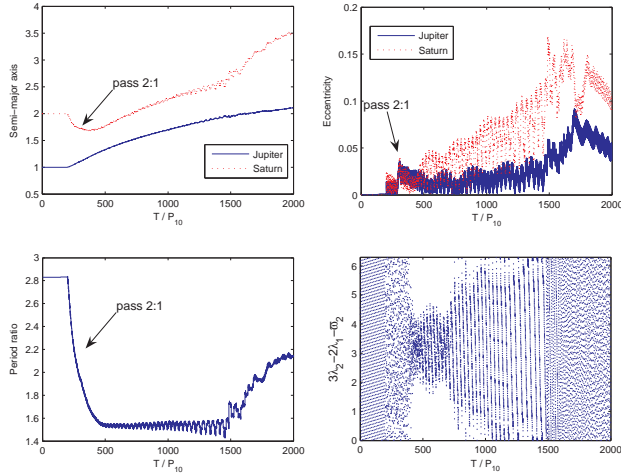 4
3.5
3
2.5
2
1.5
1
0.5
Semi−major axis
pass 2:1
Jupiter
Saturn
0 500 1000 1500 2000
T / P10
0.2
0.15
0.1
0.05
0
Eccentricity
Jupiter
Saturn
pass 2:1
0 500 1000 1500 2000
T / P10
3
2.8
2.6
2.4
2.2
2
1.8
1.6
1.4
Period ratio
pass 2:1
0 500 1000 1500 2000
T / P10
6
5
4
3
2
1
0
3λ2−2λ1−ϖ2
0 500 1000 1500 2000
T / P10